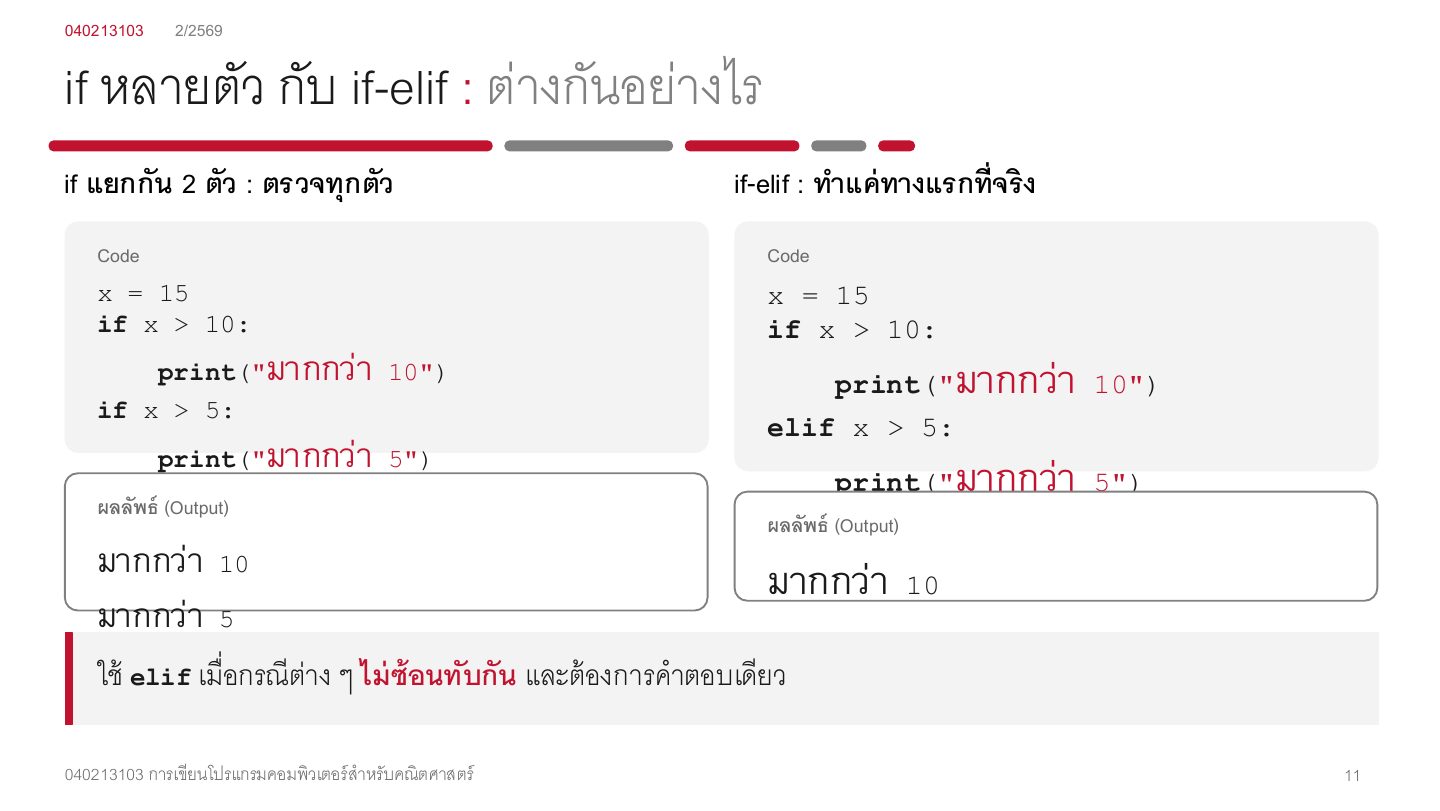 040213103 2/2569
if หลายตัว กับ if-elif : ต่างกันอย่างไร
if แยกกัน 2 ตัว : ตรวจทุกตัว
Code
x = 15
if x > 10:
    print("มากกว่า 10")
if x > 5:
    print("มากกว่า 5")
ผลลัพธ์ (Output)
มากกว่า 10
มากกว่า 5
if-elif : ทำแค่ทางแรกที่จริง
Code
x = 15
if x > 10:
    print("มากกว่า 10")
elif x > 5:
    print("มากกว่า 5")
ผลลัพธ์ (Output)
มากกว่า 10
ใช้ elif เมื่อกรณีต่าง ๆ ไม่ซ้อนทับกัน และต้องการคำตอบเดียว
040213103 การเขียนโปรแกรมคอมพิวเตอร์สำหรับคณิตศาสตร์ 11